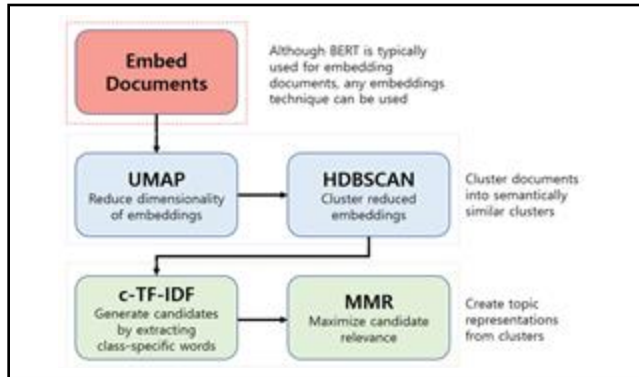 Embed
Documents
Although BERT is typically
used for embedding
documents, any embeddings
technique can be used
UMAP
Reduce dimensionality
of embeddings
HDBSCAN
Cluster reduced
embeddings
Cluster documents
into semantically
similar clusters
c-TF-IDF
Generate candidates
by extracting
class-specific words
MMR
Maximize candidate
relevance
Create topic
representations
from clusters